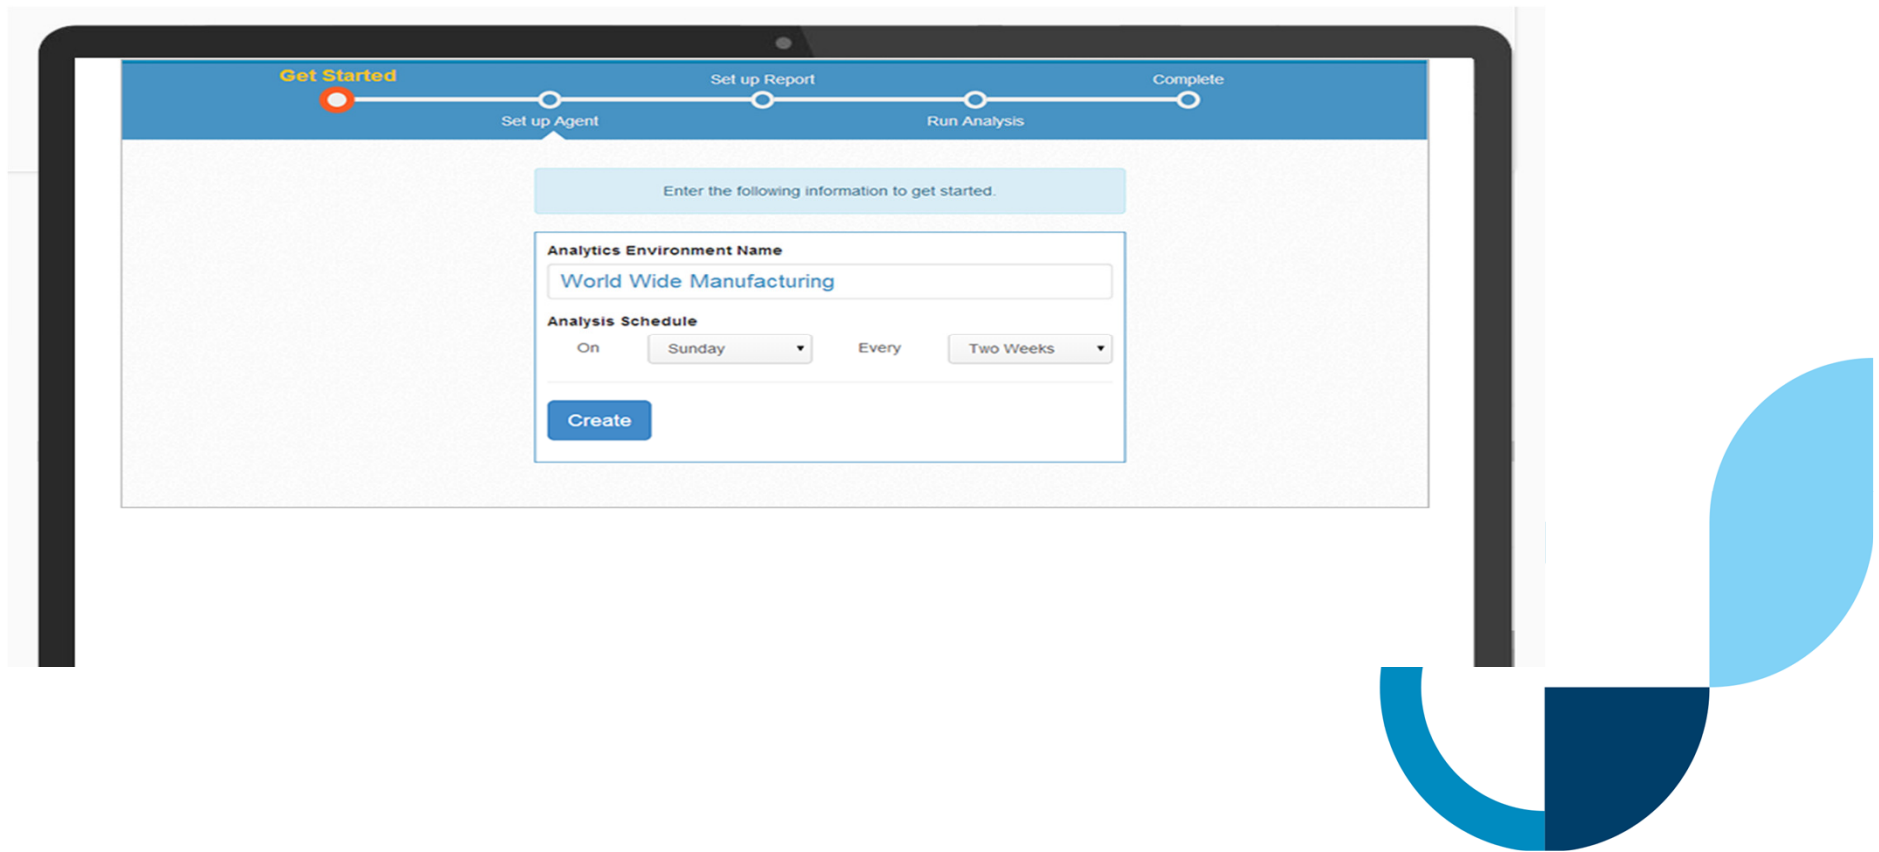 Get Started
Set up Report
Complete
Set up Agent
Run Analysis
Enter the following information to get started.
Analytics Environment Name
World Wide Manufacturing
Analysis Schedule
On Sunday Every Two Weeks
Create